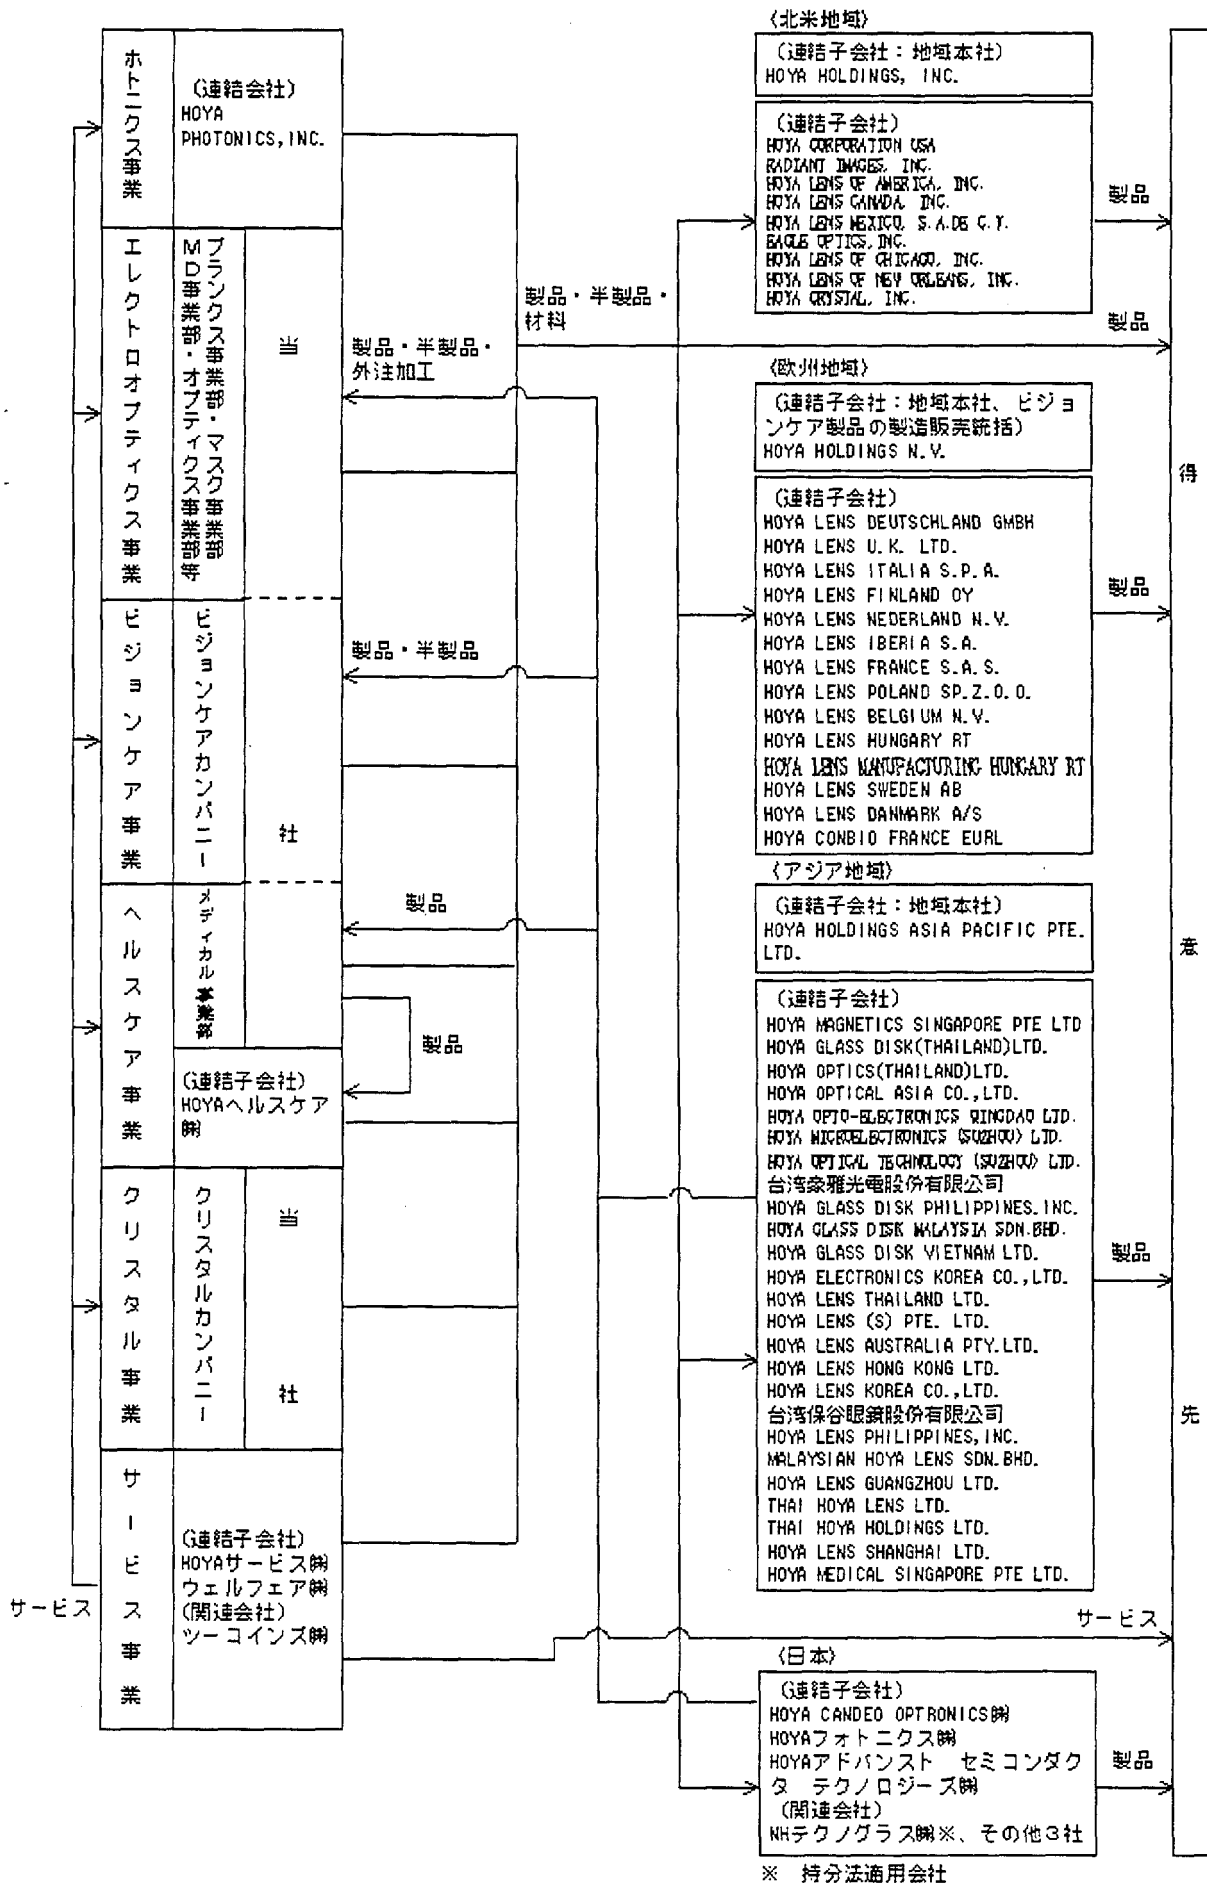 ホトニクス事業
(連結会社)
HOYA
PHOTONICS,INC.
エレクトロオプティクス事業
ブランクス事業部・マスク事業部
MD事業部・オプティクス事業部等
当
ビジョンケア事業
ビジョンケアカンパニー
社
ヘルスケア事業
メディカル事業部
(連結子会社)
HOYAヘルスケア
㈱
クリスタル事業
クリスタルカンパニー
当
社
サービス事業
(連結子会社)
HOYAサービス㈱
ウェルフェア㈱
(関連会社)
ツーコインズ㈱
サービス
製品・半製品・
外注加工
製品・半製品
製品
製品
製品・半製品・
材料
〈北米地域〉
(連結子会社:地域本社)
HOYA HOLDINGS, INC.
(連結子会社)
HOYA CORPORATION USA
RADIANT IMAGES, INC.
HOYA LENS OF AMERICA, INC.
HOYA LENS CANADA, INC.
HOYA LENS MEXICO, S.A.DE C.V.
EAGLE OPTICS,INC.
HOYA LENS OF CHICAGO, INC.
HOYA LENS OF NEW ORLEANS, INC.
HOYA CRYSTAL, INC.
製品
製品
〈欧州地域〉
(連結子会社:地域本社、ビジョ
ンケア製品の製造販売統括)
HOYA HOLDINGS N.V.
(連結子会社)
HOYA LENS DEUTSCHLAND GMBH
HOYA LENS U.K. LTD.
HOYA LENS ITALIA S.P.A.
HOYA LENS FINLAND OY
HOYA LENS NEDERLAND N.V.
HOYA LENS IBERIA S.A.
HOYA LENS FRANCE S.A.S.
HOYA LENS POLAND SP.Z.O.O.
HOYA LENS BELGIUM N.V.
HOYA LENS HUNGARY RT
HOYA LENS MANUFACTURING HUNGARY RT
HOYA LENS SWEDEN AB
HOYA LENS DANMARK A/S
HOYA CONBIO FRANCE EURL
製品
〈アジア地域〉
(連結子会社:地域本社)
HOYA HOLDINGS ASIA PACIFIC PTE.
LTD.
(連結子会社)
HOYA MAGNETICS SINGAPORE PTE LTD
HOYA GLASS DISK(THAILAND)LTD.
HOYA OPTICS(THAILAND)LTD.
HOYA OPTICAL ASIA CO.,LTD.
HOYA OPTO-ELECTRONICS QINGDAO LTD.
HOYA MICROELECTRONICS (SUZHOU) LTD.
HOYA OPTICAL TECHNOLOGY (SUZHOU) LTD.
台湾豪雅光電股份有限公司
HOYA GLASS DISK PHILIPPINES.INC.
HOYA GLASS DISK MALAYSIA SDN.BHD.
HOYA GLASS DISK VIETNAM LTD.
HOYA ELECTRONICS KOREA CO.,LTD.
HOYA LENS THAILAND LTD.
HOYA LENS (S) PTE. LTD.
HOYA LENS AUSTRALIA PTY.LTD.
HOYA LENS HONG KONG LTD.
HOYA LENS KOREA CO.,LTD.
台湾保谷眼鏡股份有限公司
HOYA LENS PHILIPPINES,INC.
MALAYSIAN HOYA LENS SDN.BHD.
HOYA LENS GUANGZHOU LTD.
THAI HOYA LENS LTD.
THAI HOYA HOLDINGS LTD.
HOYA LENS SHANGHAI LTD.
HOYA MEDICAL SINGAPORE PTE LTD.
製品
サービス
〈日本〉
(連結子会社)
HOYA CANDEO OPTRONICS㈱
HOYAフォトニクス㈱
HOYAアドバンスト セミコンダク
タ テクノロジーズ㈱
(関連会社)
NHテクノグラス㈱※、その他3社
製品
※ 持分法適用会社
得意先